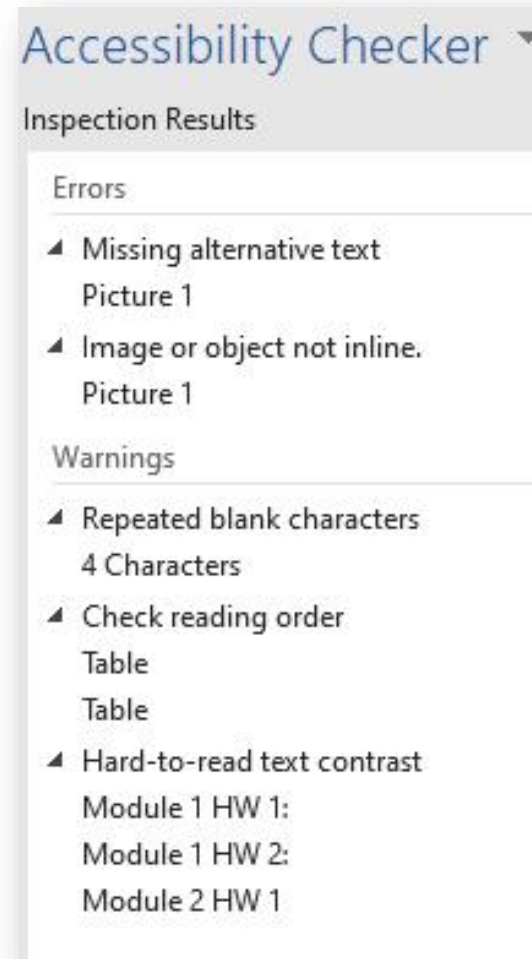 Accessibility Checker
Inspection Results
Errors
Missing alternative text
Picture 1
Image or object not inline.
Picture 1
Warnings
Repeated blank characters
4 Characters
Check reading order
Table
Table
Hard-to-read text contrast
Module 1 HW 1:
Module 1 HW 2:
Module 2 HW 1